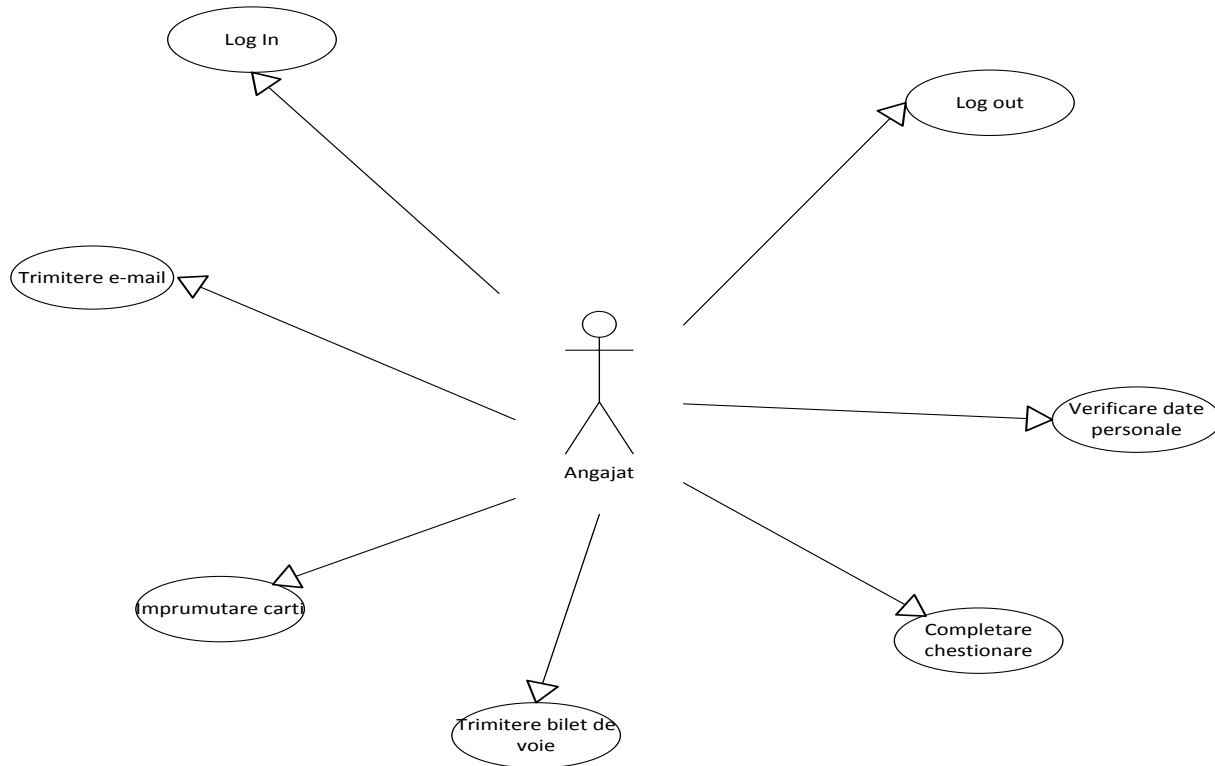 Log In
Log out
Trimitere e-mail
Verificare date
personale
Angajat
Imprumutare carti
Completare
chestionare
Trimitere bilet de
voie